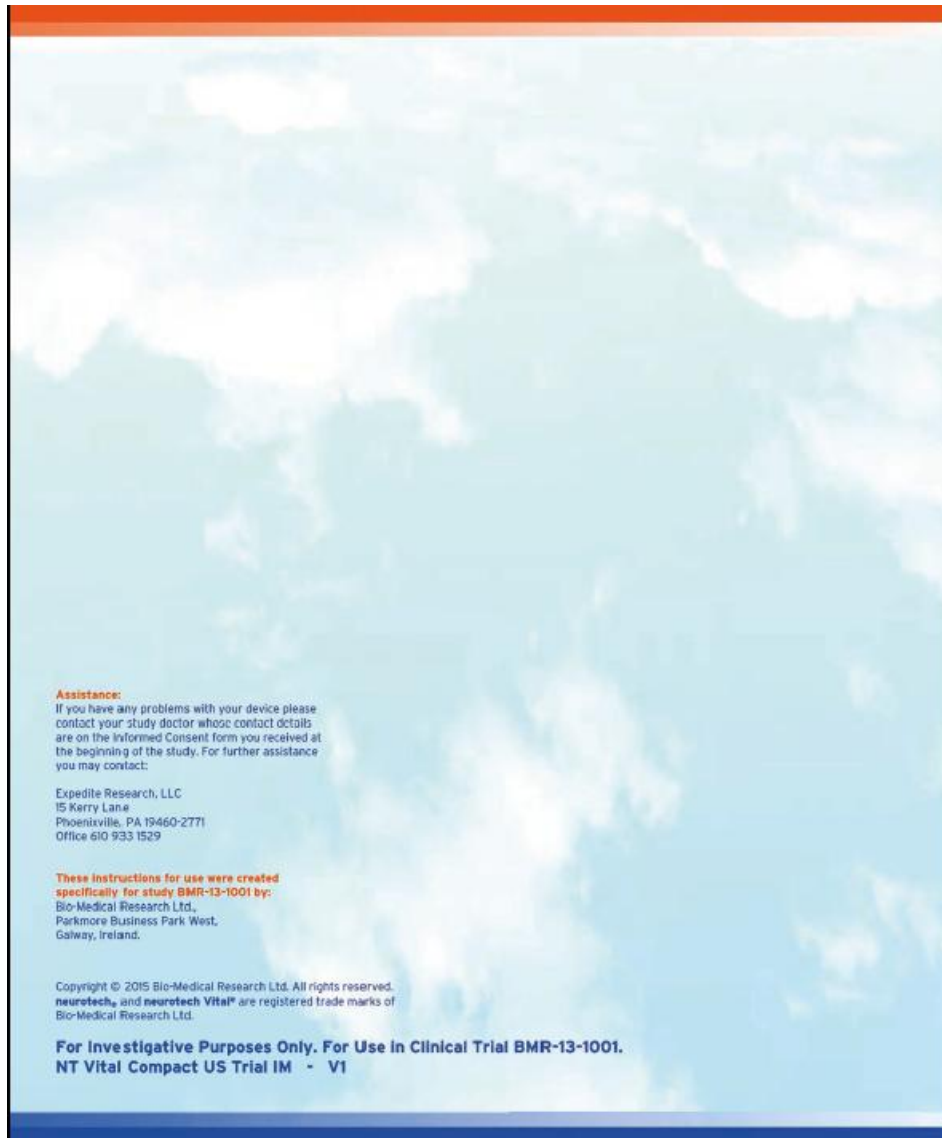 Assistance:
If you have any problems with your device please
contact your study doctor whose contact details
are on the Informed Consent form you received at
the beginning of the study. For further assistance
you may contact:
Expedite Research, LLC
15 Kerry Lane
Phoenixville, PA 19460-2771
Office 610 933 1529
These instructions for use were created
specifically for study BMR-13-1001 by:
Bio-Medical Research Ltd.,
Parkmore Business Park West,
Galway, Ireland.
Copyright © 2015 Bio-Medical Research Ltd. All rights reserved.
neurotech® and neurotech Vital® are registered trade marks of
Bio-Medical Research Ltd.
For Investigative Purposes Only. For Use in Clinical Trial BMR-13-1001.
NT Vital Compact US Trial IM - V1